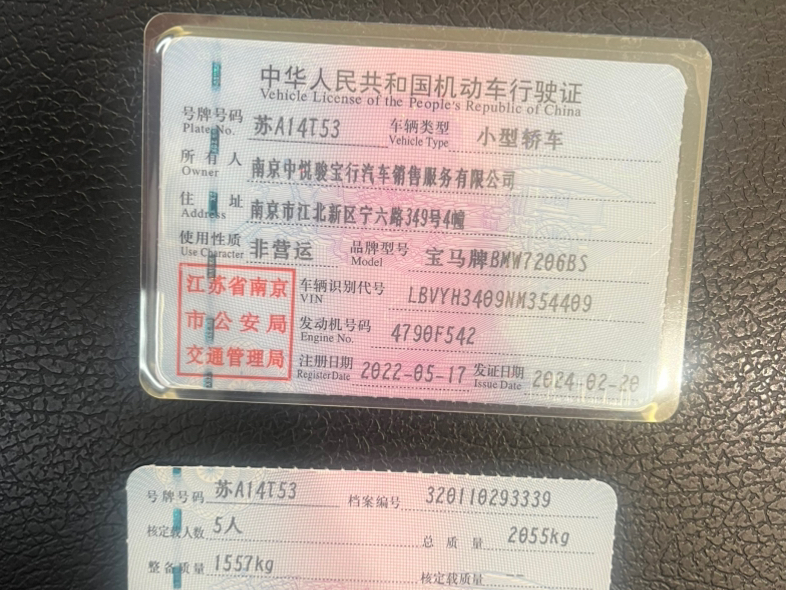 中华人民共和国机动车行驶证
Vehicle License of the People's Republic of China
号牌号码 苏A14T53 车辆类型 小型轿车
Plate No. Vehicle Type
所有人 南京中悦骏宝行汽车销售服务有限公司
Owner
住址 南京市江北新区宁六路349号4幢
Address
使用性质 非营运 品牌型号 宝马牌BMW7206BS
Use Character Model
江苏省南京
市公安局
交通管理局
车辆识别代号 LBVYH3409NM354409
VIN
发动机号码 4790F542
Engine No.
注册日期 2022-05-17 发证日期 2024-02-20
Register Date Issue Date
号牌号码 苏A14T53 档案编号 320110293339
核定载人数 5人 总质量 2055kg
整备质量 1557kg 核定载质量 --